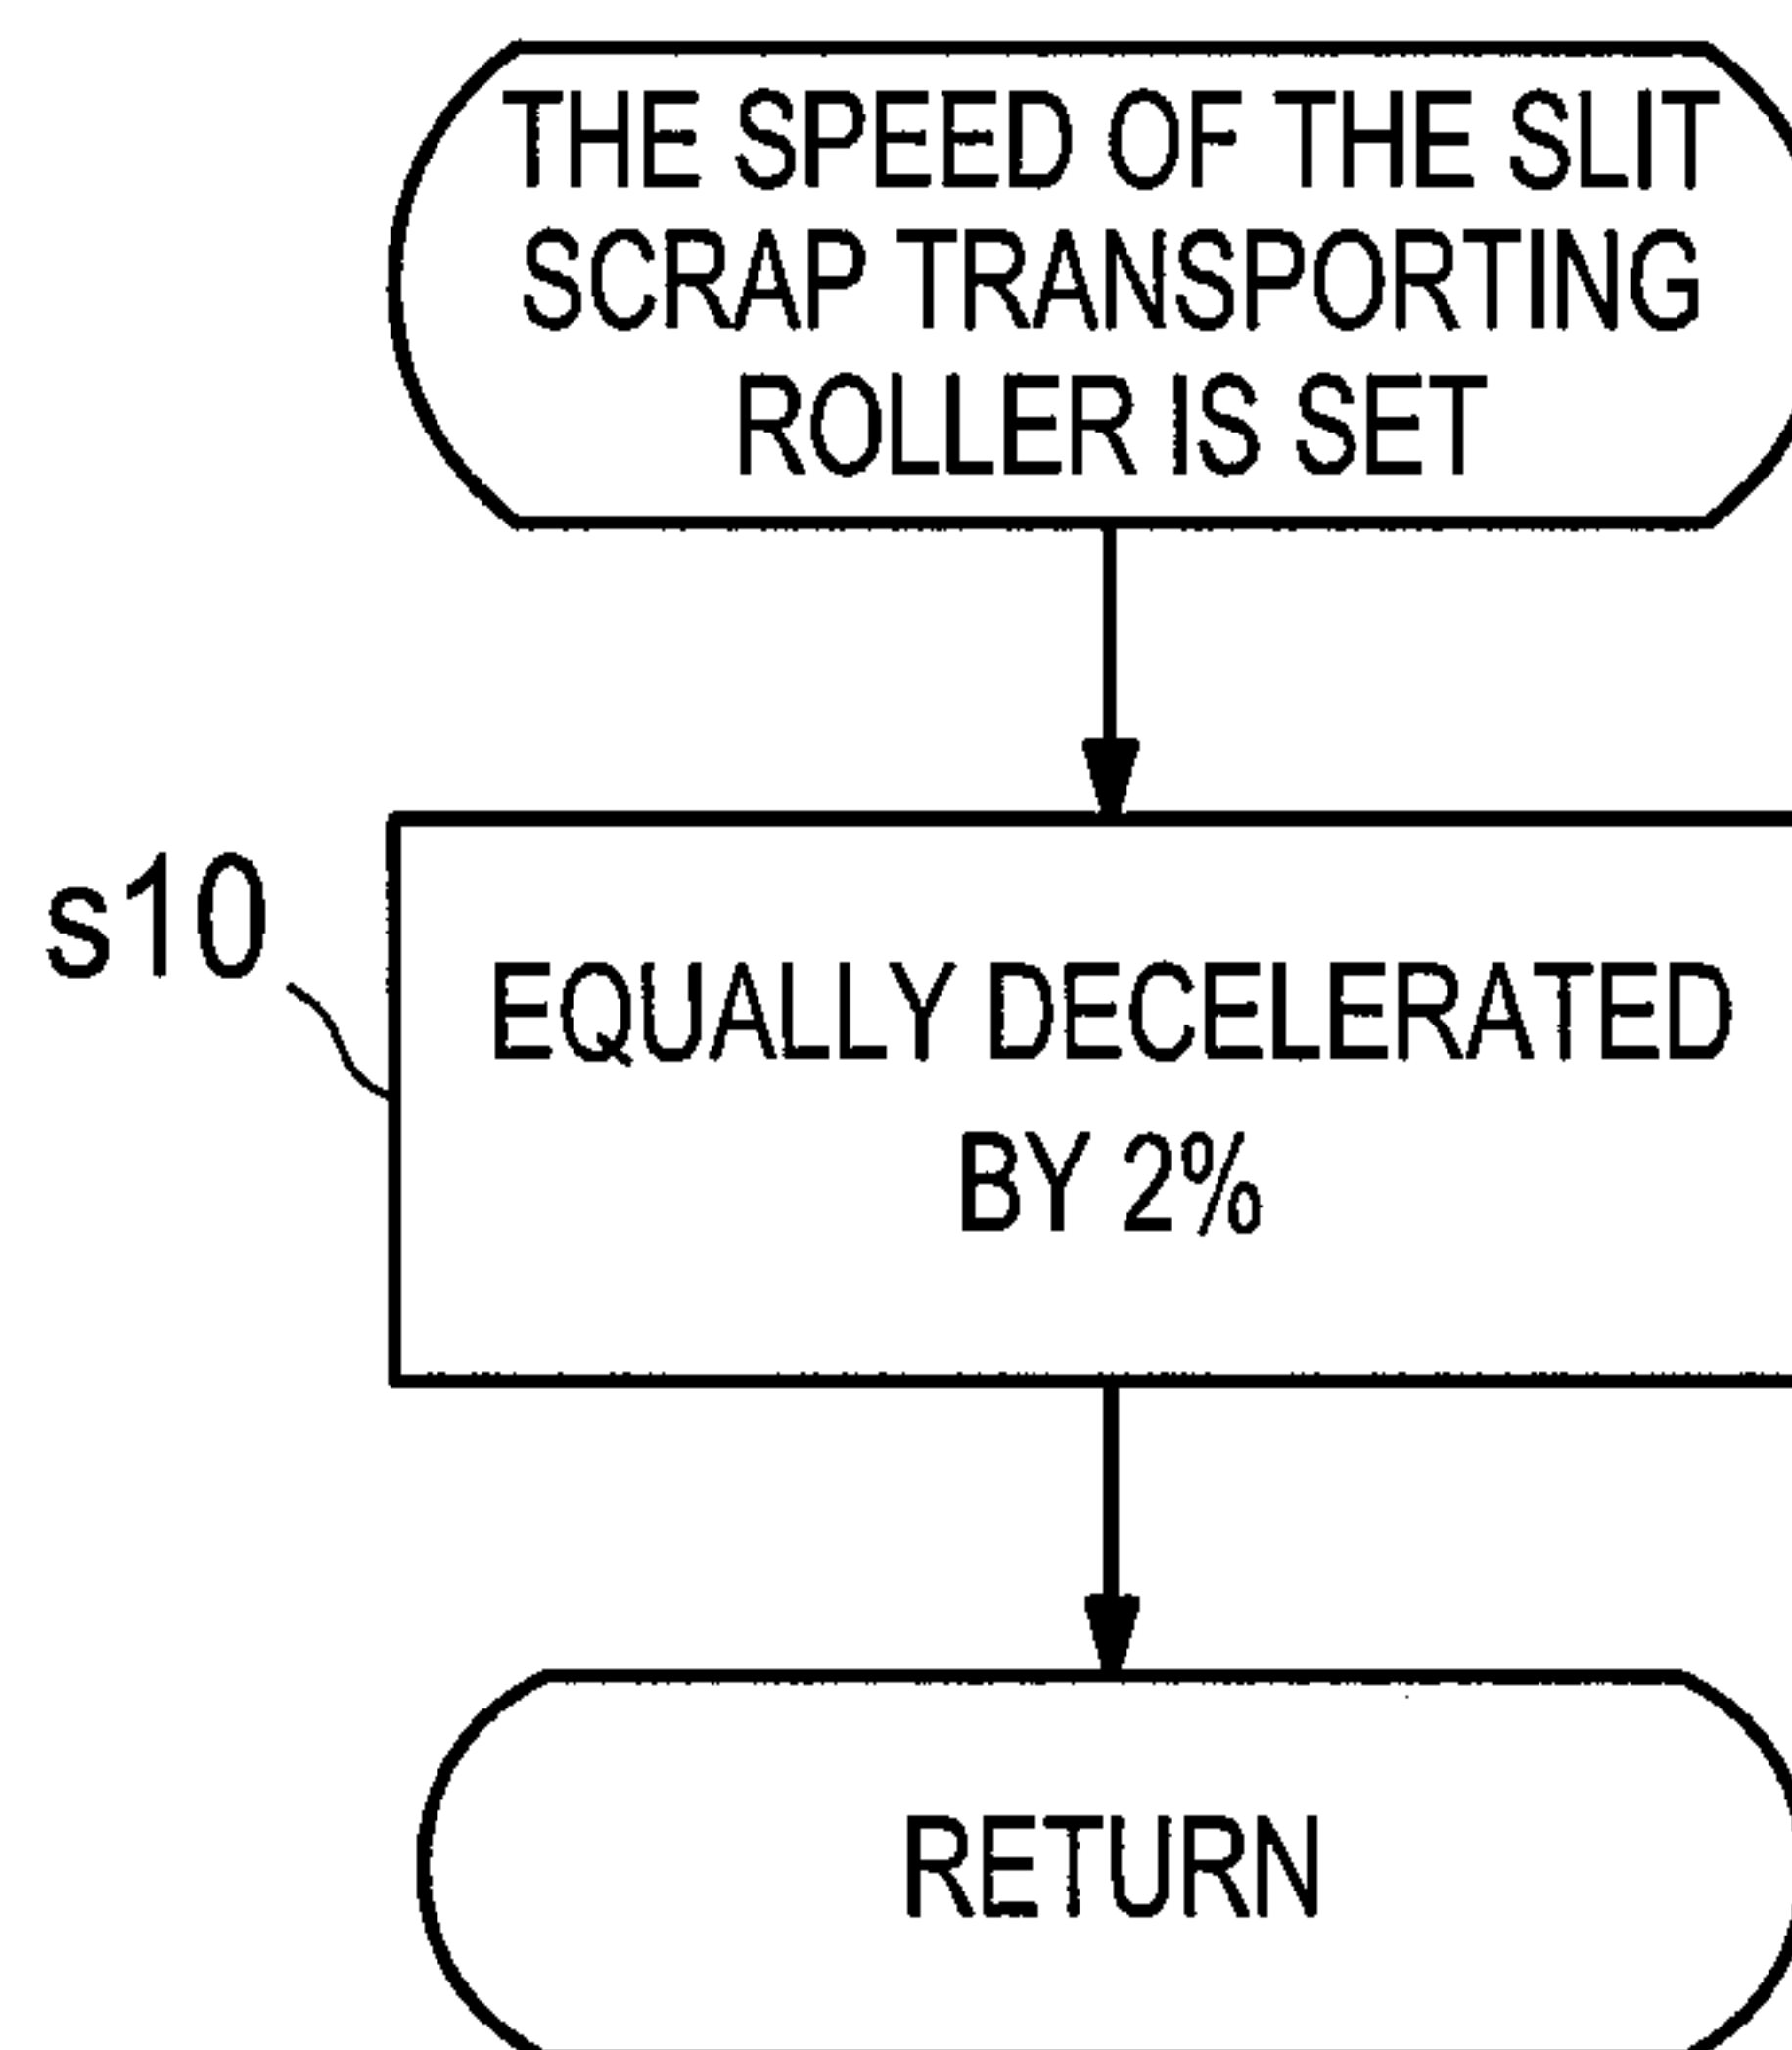 THE SPEED OF THE SLIT
SCRAP TRANSPORTING
ROLLER IS SET
s10
EQUALLY DECELERATED
BY 2%
RETURN